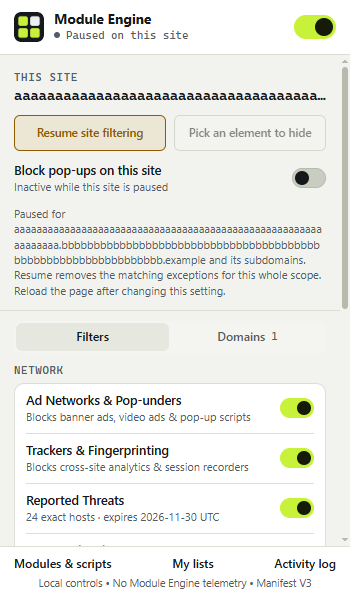 Module Engine
Paused on this site
THIS SITE
aaaaaaaaaaaaaaaaaaaaaaaaaaaaaaaaaaaaa…
Resume site filtering
Pick an element to hide
Block pop-ups on this site
Inactive while this site is paused
Paused for
aaaaaaaaaaaaaaaaaaaaaaaaaaaaaaaaaaaaaaaaaaaaaaaaaaaaaaa
aaaaaaaa.bbbbbbbbbbbbbbbbbbbbbbbbbbbbbbbbbbbbbbbbbb
bbbbbbbbbbbbbbbbbbbbb.example and its subdomains.
Resume removes the matching exceptions for this whole scope.
Reload the page after changing this setting.
Filters
Domains 1
NETWORK
Ad Networks & Pop-unders
Blocks banner ads, video ads & pop-up scripts
Trackers & Fingerprinting
Blocks cross-site analytics & session recorders
Reported Threats
24 exact hosts · expires 2026-11-30 UTC
Modules & scripts
My lists
Activity log
Local controls • No Module Engine telemetry • Manifest V3